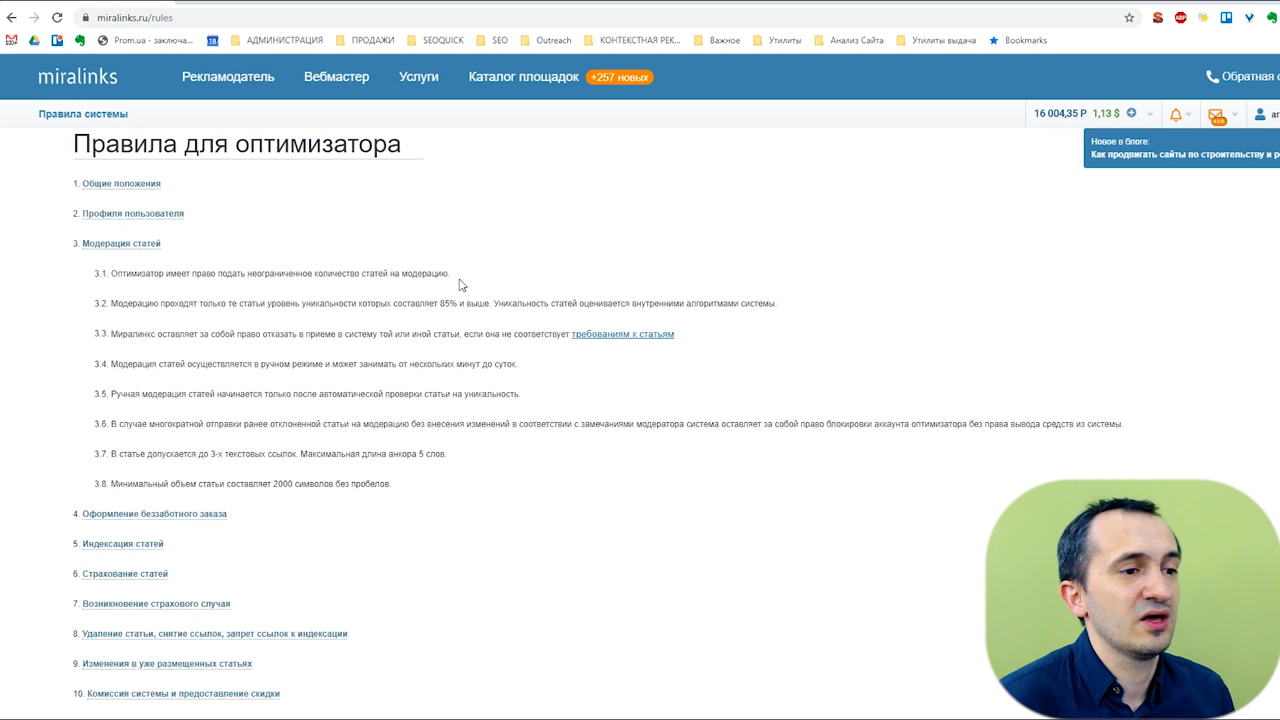 miralinks.ru/rules
ABP
100+ Prom.ua - заключа... 18 АДМИНИСТРАЦИЯ ПРОДАЖИ SEOQUICK SEO Outreach КОНТЕКСТНАЯ РЕК... Важное Утилиты Анализ Сайта Утилиты выдача Bookmarks
miralinks Рекламодатель Вебмастер Услуги Каталог площадок +257 новых Обратная с
Правила системы 16 004,35 Р 1,13 $ ar
Новое в блоге:
Как продвигать сайты по строительству и р
Правила для оптимизатора
1. Общие положения
2. Профиля пользователя
3. Модерация статей
3.1. Оптимизатор имеет право подать неограниченное количество статей на модерацию.
3.2. Модерацию проходят только те статьи уровень уникальности которых составляет 85% и выше. Уникальность статей оценивается внутренними алгоритмами системы.
3.3. Миралинкс оставляет за собой право отказать в приеме в систему той или иной статьи, если она не соответствует требованиям к статьям
3.4. Модерация статей осуществляется в ручном режиме и может занимать от нескольких минут до суток.
3.5. Ручная модерация статей начинается только после автоматической проверки статьи на уникальность.
3.6. В случае многократной отправки ранее отклоненной статьи на модерацию без внесения изменений в соответствии с замечаниями модератора система оставляет за собой право блокировки аккаунта оптимизатора без права вывода средств из системы.
3.7. В статье допускается до 3-х текстовых ссылок. Максимальная длина анкора 5 слов.
3.8. Минимальный объем статьи составляет 2000 символов без пробелов.
4. Оформление беззаботного заказа
5. Индексация статей
6. Страхование статей
7. Возникновение страхового случая
8. Удаление статьи, снятие ссылок, запрет ссылок к индексации
9. Изменения в уже размещенных статьях
10. Комиссия системы и предоставление скидки